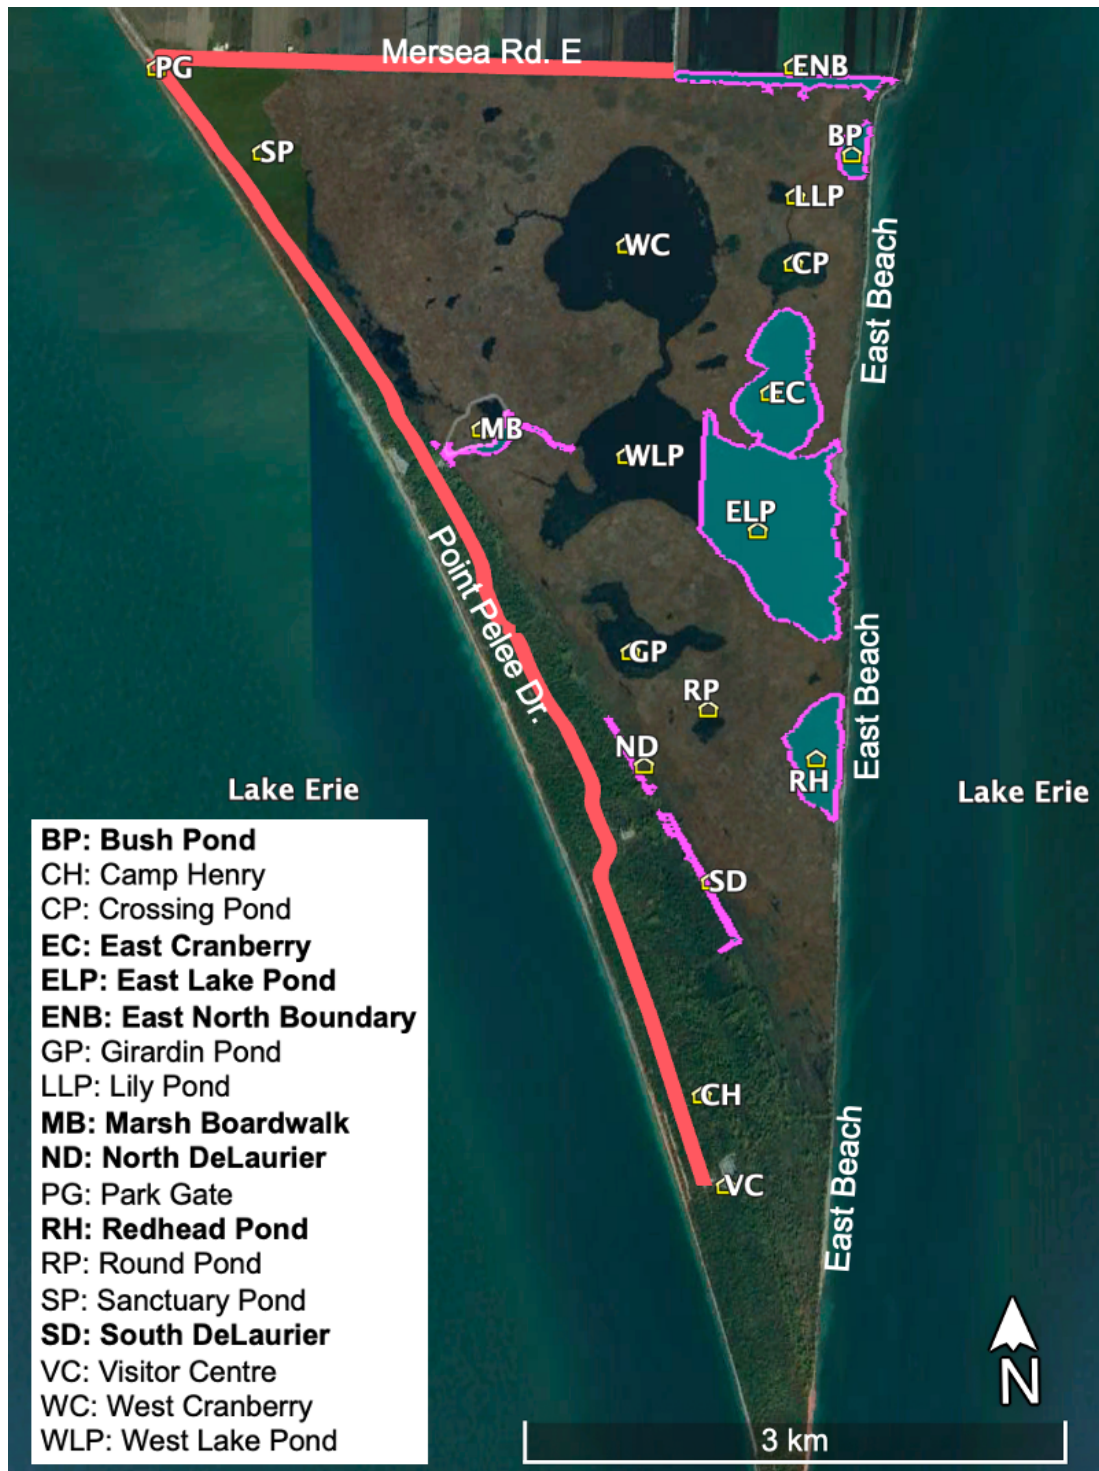 Mersea Rd. E
PG
ENB
SP
BP
LLP
WC
CP
East Beach
EC
MB
WLP
ELP
Point Pelee Dr.
GP
RP
East Beach
ND
RH
Lake Erie
Lake Erie
SD
CH
VC
East Beach
BP: Bush Pond
CH: Camp Henry
CP: Crossing Pond
EC: East Cranberry
ELP: East Lake Pond
ENB: East North Boundary
GP: Girardin Pond
LLP: Lily Pond
MB: Marsh Boardwalk
ND: North DeLaurier
PG: Park Gate
RH: Redhead Pond
RP: Round Pond
SP: Sanctuary Pond
SD: South DeLaurier
VC: Visitor Centre
WC: West Cranberry
WLP: West Lake Pond
N
3 km